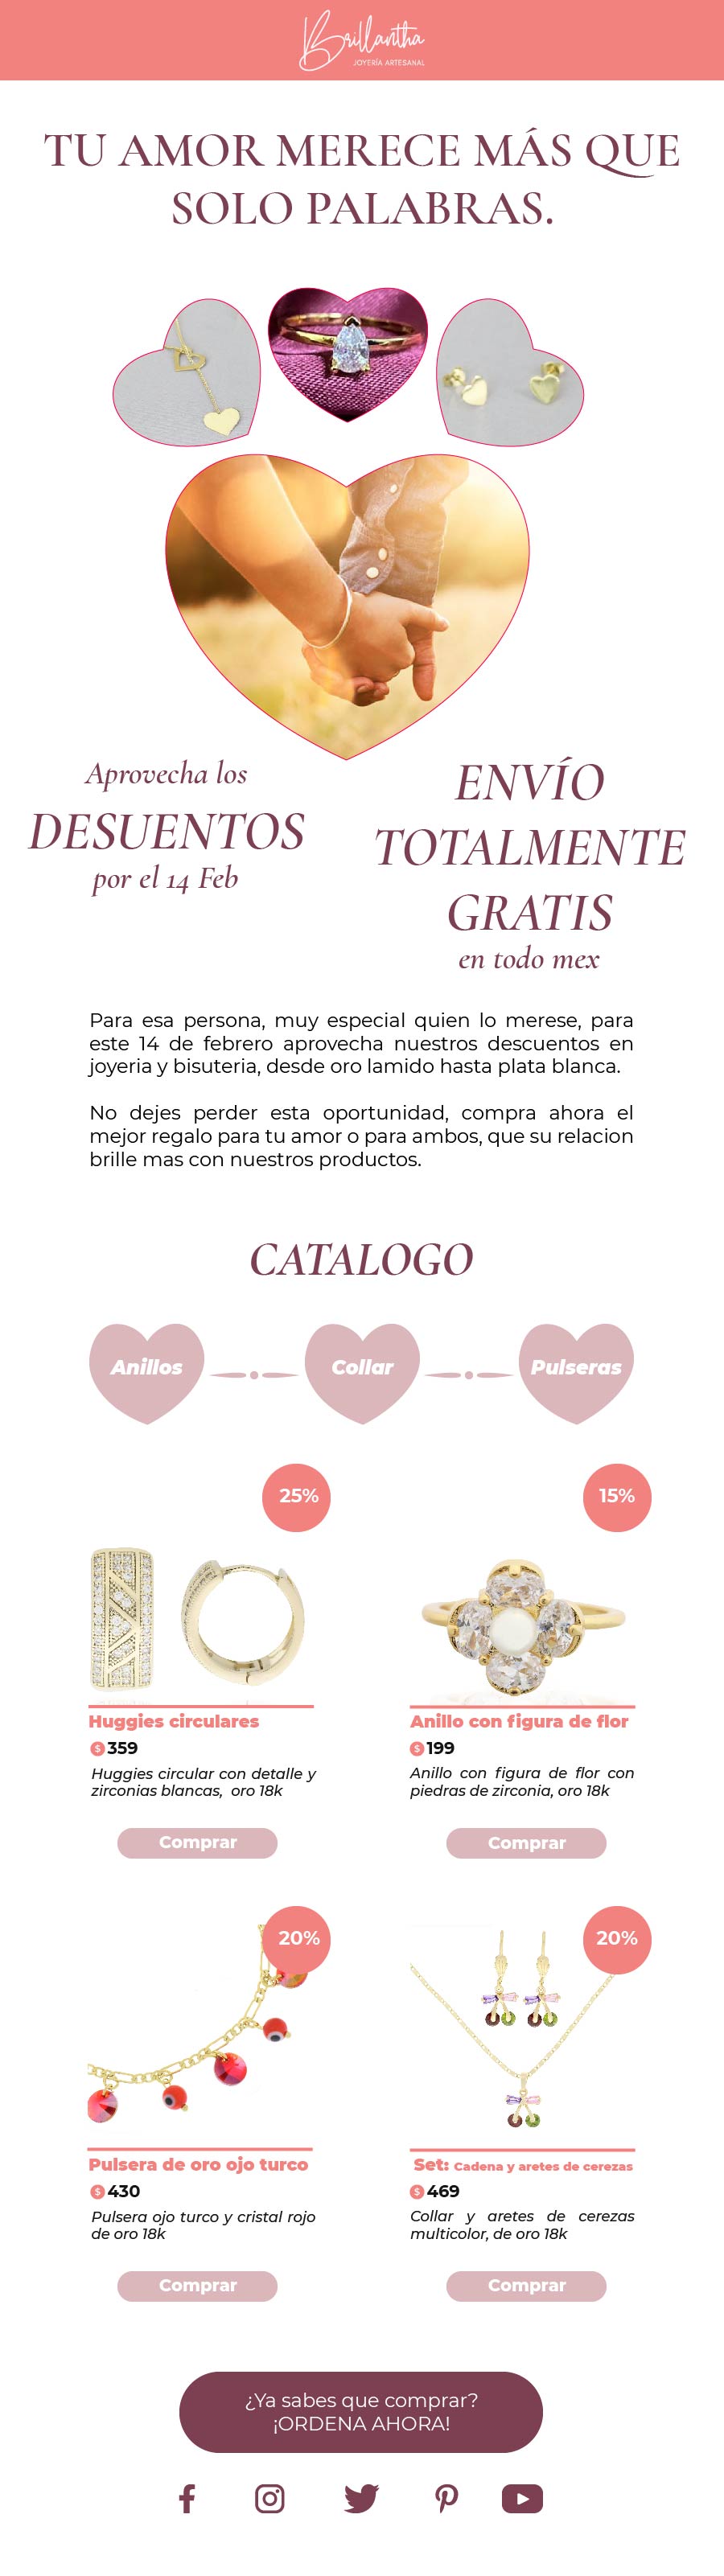 Brillantha
JOYERÍA ARTESANAL
TU AMOR MERECE MÁS QUE
SOLO PALABRAS.
Aprovecha los
DESUENTOS
por el 14 Feb
ENVÍO
TOTALMENTE
GRATIS
en todo mex
Para esa persona, muy especial quien lo merese, para
este 14 de febrero aprovecha nuestros descuentos en
joyeria y bisuteria, desde oro lamido hasta plata blanca.
No dejes perder esta oportunidad, compra ahora el
mejor regalo para tu amor o para ambos, que su relacion
brille mas con nuestros productos.
CATALOGO
Anillos
Collar
Pulseras
25%
15%
Huggies circulares
$ 359
Huggies circular con detalle y
zirconias blancas, oro 18k
Comprar
Anillo con figura de flor
$ 199
Anillo con figura de flor con
piedras de zirconia, oro 18k
Comprar
20%
20%
Pulsera de oro ojo turco
$ 430
Pulsera ojo turco y cristal rojo
de oro 18k
Comprar
Set: Cadena y aretes de cerezas
$ 469
Collar y aretes de cerezas
multicolor, de oro 18k
Comprar
¿Ya sabes que comprar?
¡ORDENA AHORA!